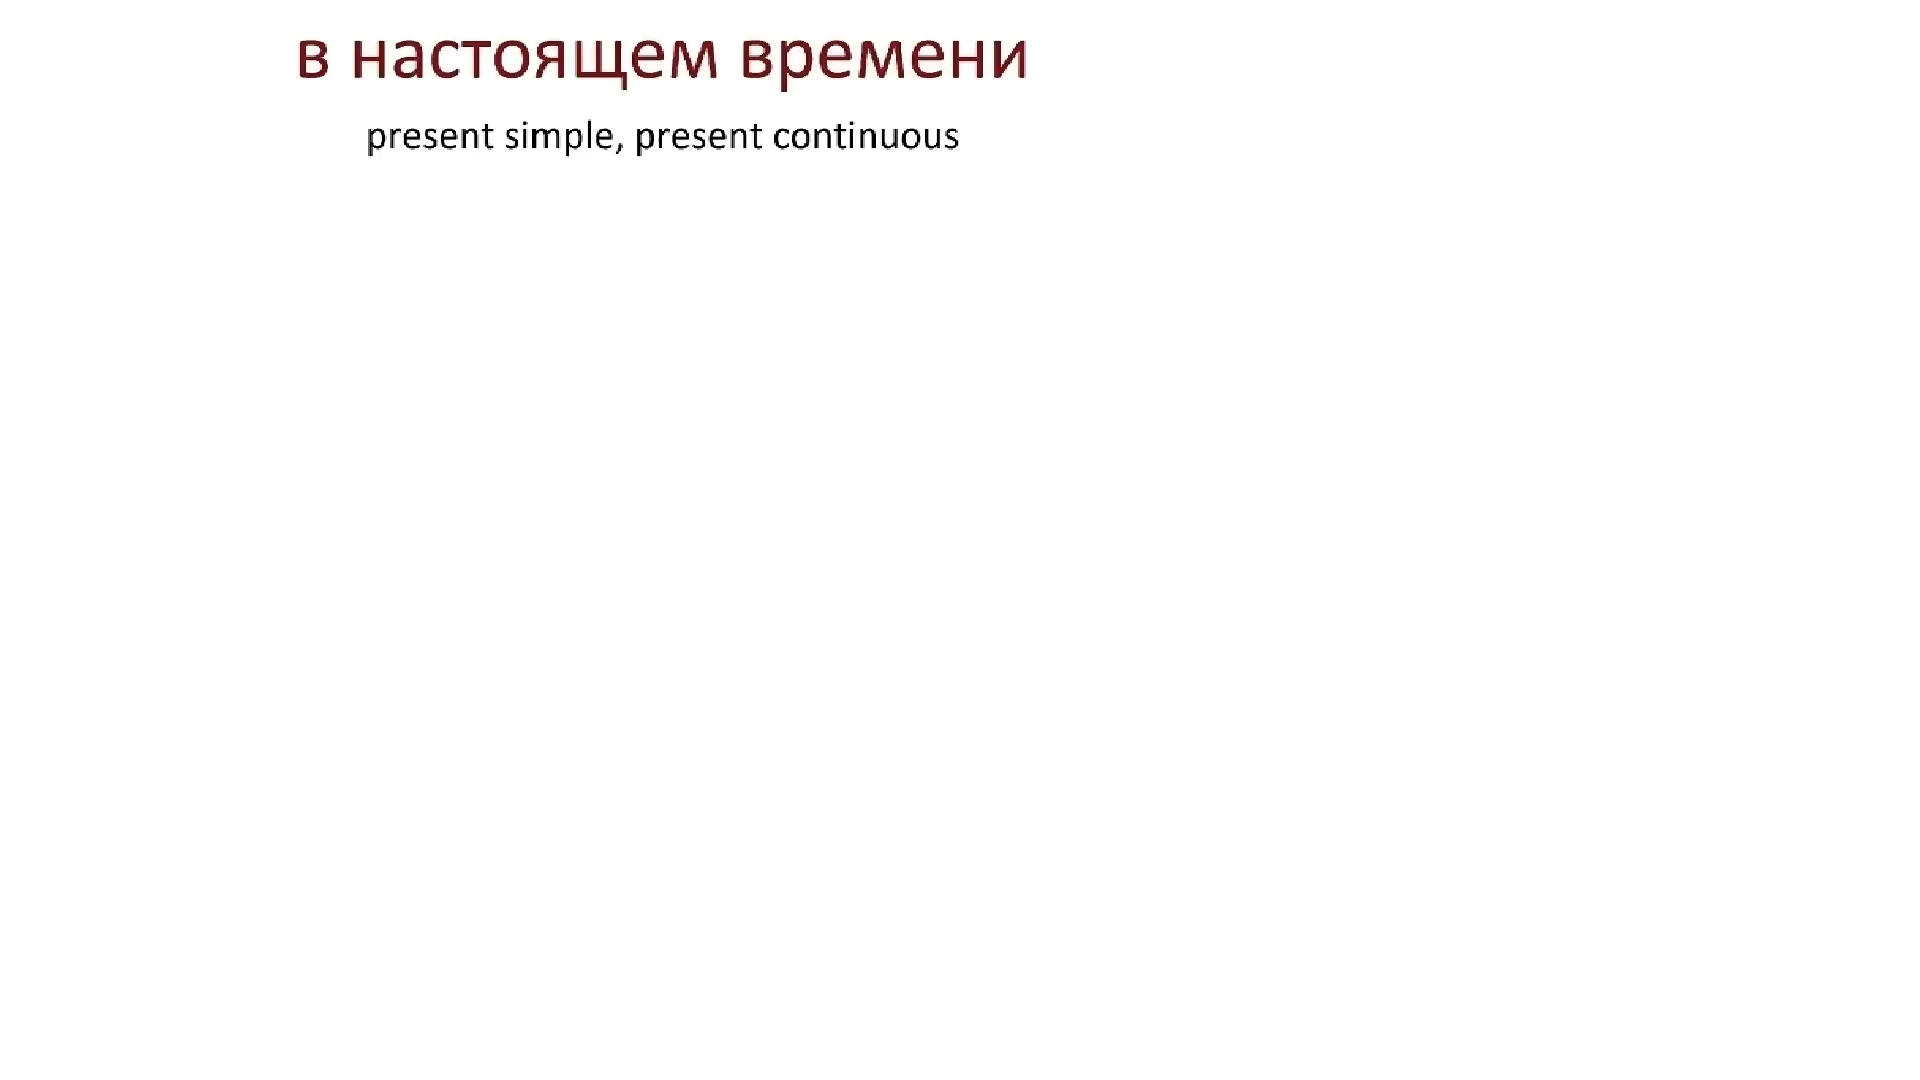 в настоящем времени
present simple, present continuous